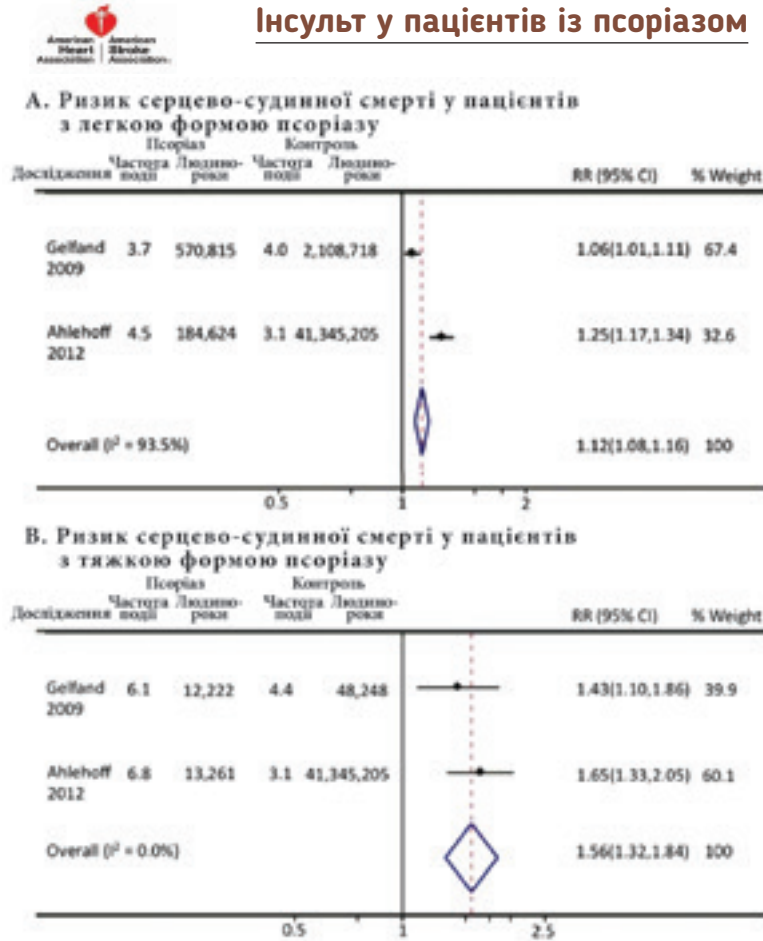 American Heart Association | American Stroke Association.
Інсульт у пацієнтів із псоріазом
А. Ризик серцево-судинної смерті у пацієнтів
з легкою формою псоріазу
Псоріаз Контроль
Дослідження Частота події Людино-роки Частота події Людино-роки RR (95% CI) % Weight
Gelfand 2009 3.7 570,815 4.0 2,108,718 1.06(1.01,1.11) 67.4
Ahlehoff 2012 4.5 184,624 3.1 41,345,205 1.25(1.17,1.34) 32.6
Overall (I² = 93.5%) 1.12(1.08,1.16) 100
0.5 1 2
В. Ризик серцево-судинної смерті у пацієнтів
з тяжкою формою псоріазу
Псоріаз Контроль
Дослідження Частота події Людино-роки Частота події Людино-роки RR (95% CI) % Weight
Gelfand 2009 6.1 12,222 4.4 48,248 1.43(1.10,1.86) 39.9
Ahlehoff 2012 6.8 13,261 3.1 41,345,205 1.65(1.33,2.05) 60.1
Overall (I² = 0.0%) 1.56(1.32,1.84) 100
0.5 1 2.5